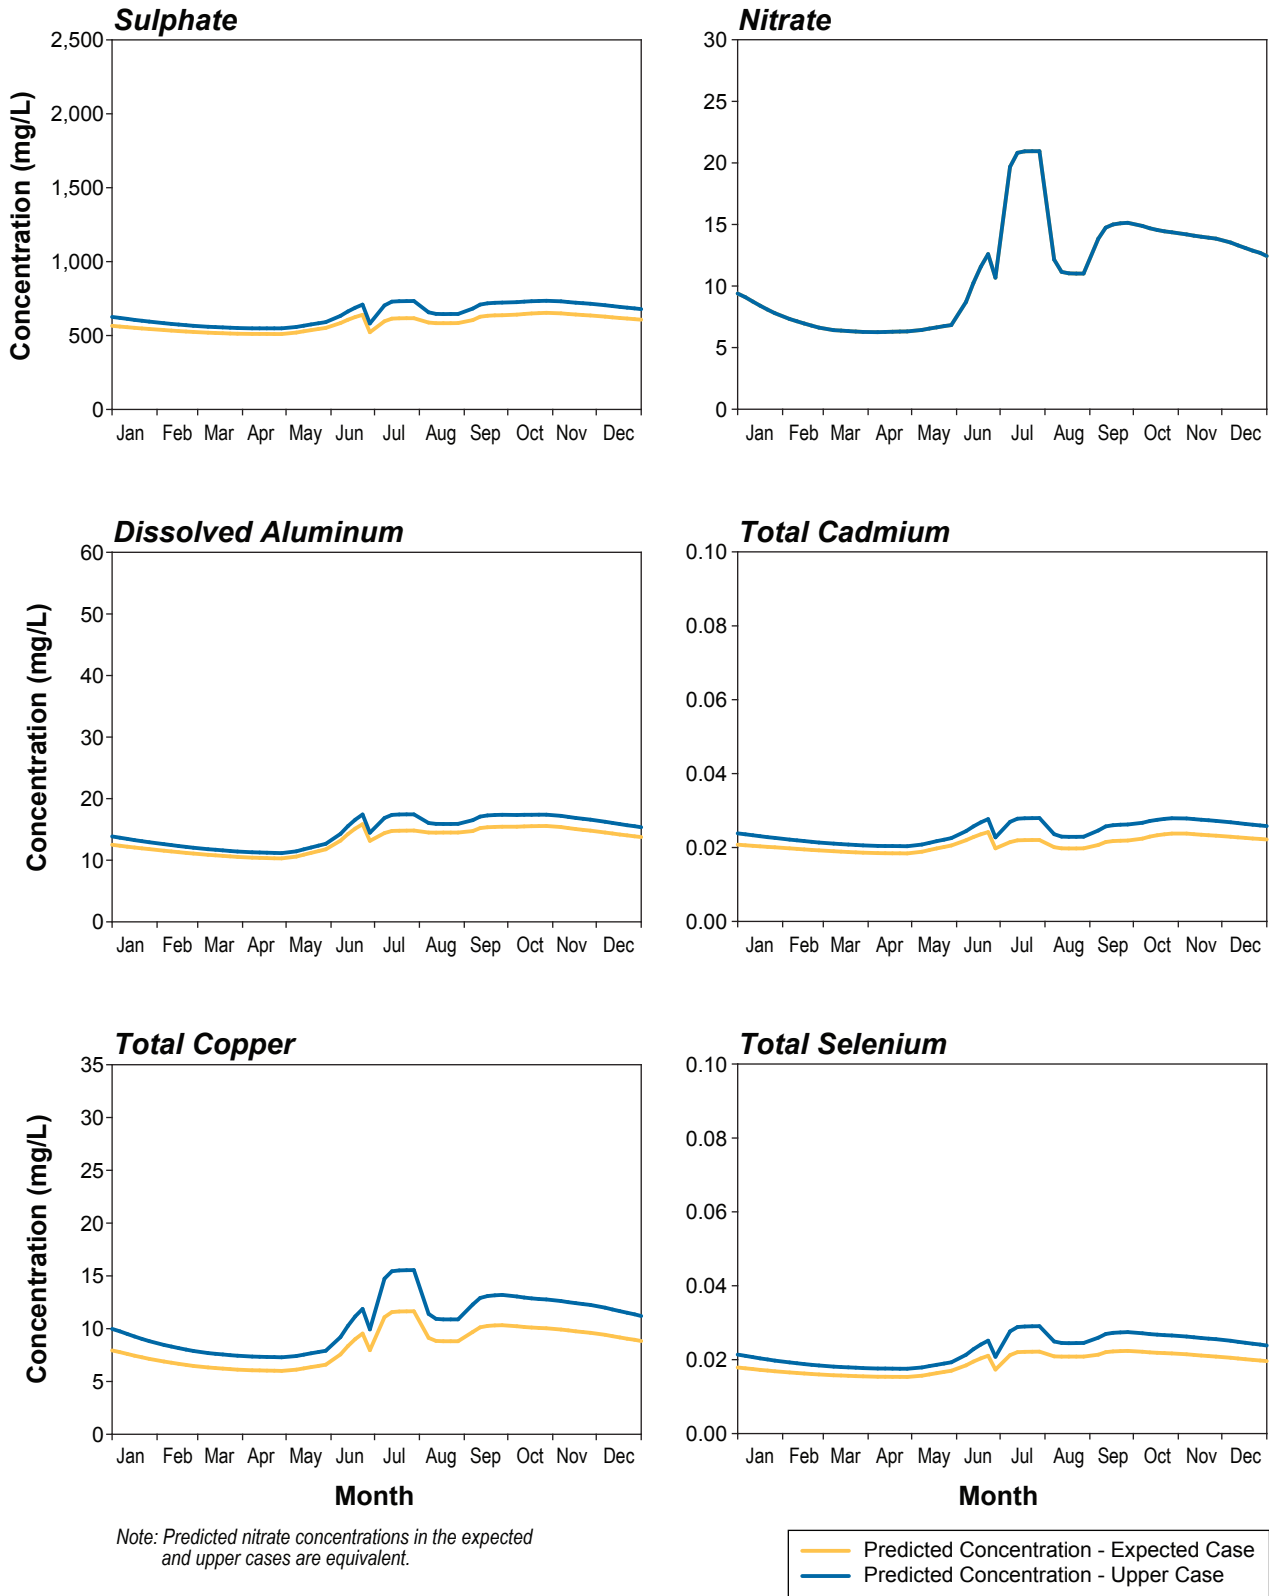 Sulphate
Concentration (mg/L)
2,500
2,000
1,500
1,000
500
0
Jan Feb Mar Apr May Jun Jul Aug Sep Oct Nov Dec
Nitrate
30
25
20
15
10
5
0
Jan Feb Mar Apr May Jun Jul Aug Sep Oct Nov Dec
Dissolved Aluminum
Concentration (mg/L)
60
50
40
30
20
10
0
Jan Feb Mar Apr May Jun Jul Aug Sep Oct Nov Dec
Total Cadmium
0.10
0.08
0.06
0.04
0.02
0.00
Jan Feb Mar Apr May Jun Jul Aug Sep Oct Nov Dec
Total Copper
Concentration (mg/L)
35
30
25
20
15
10
5
0
Jan Feb Mar Apr May Jun Jul Aug Sep Oct Nov Dec
Month
Total Selenium
0.10
0.08
0.06
0.04
0.02
0.00
Jan Feb Mar Apr May Jun Jul Aug Sep Oct Nov Dec
Month
Note: Predicted nitrate concentrations in the expected
and upper cases are equivalent.
Predicted Concentration - Expected Case
Predicted Concentration - Upper Case